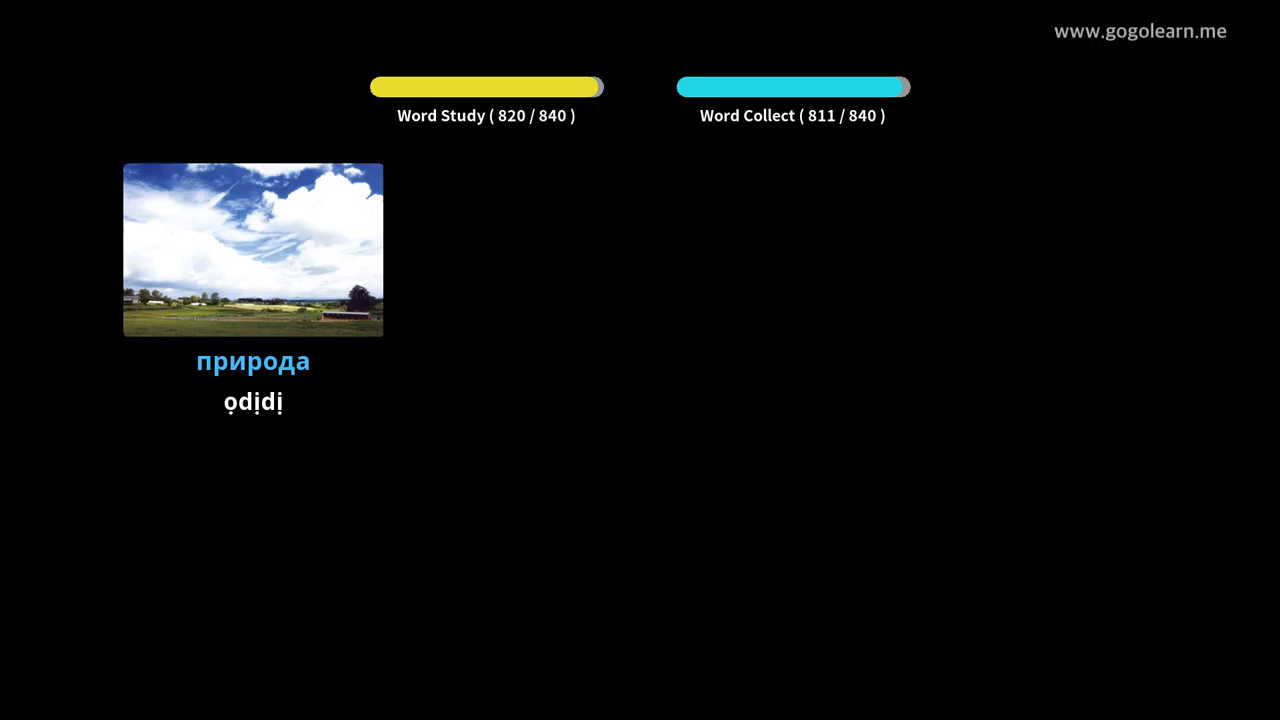 www.gogolearn.me
Word Study ( 820 / 840 )
Word Collect ( 811 / 840 )
природа
ọdịdị